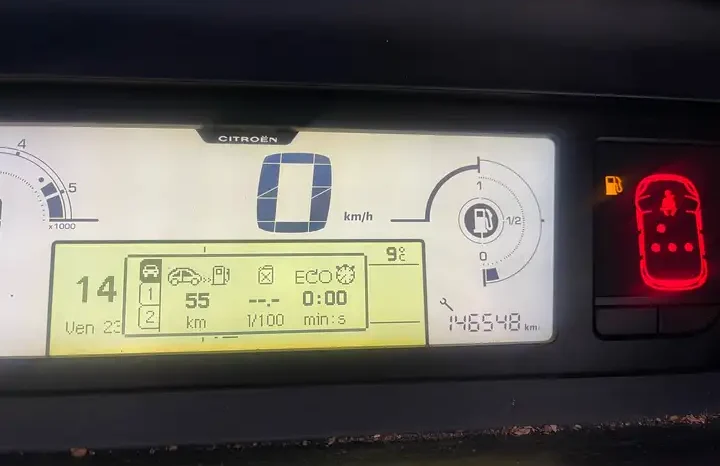 CITROËN
4
5
x1000
0
km/h
1
1/2
0
14
Ven 23
1
2
55
km
--.-
l/100
ECO
0:00
min:s
9°C
146548 km